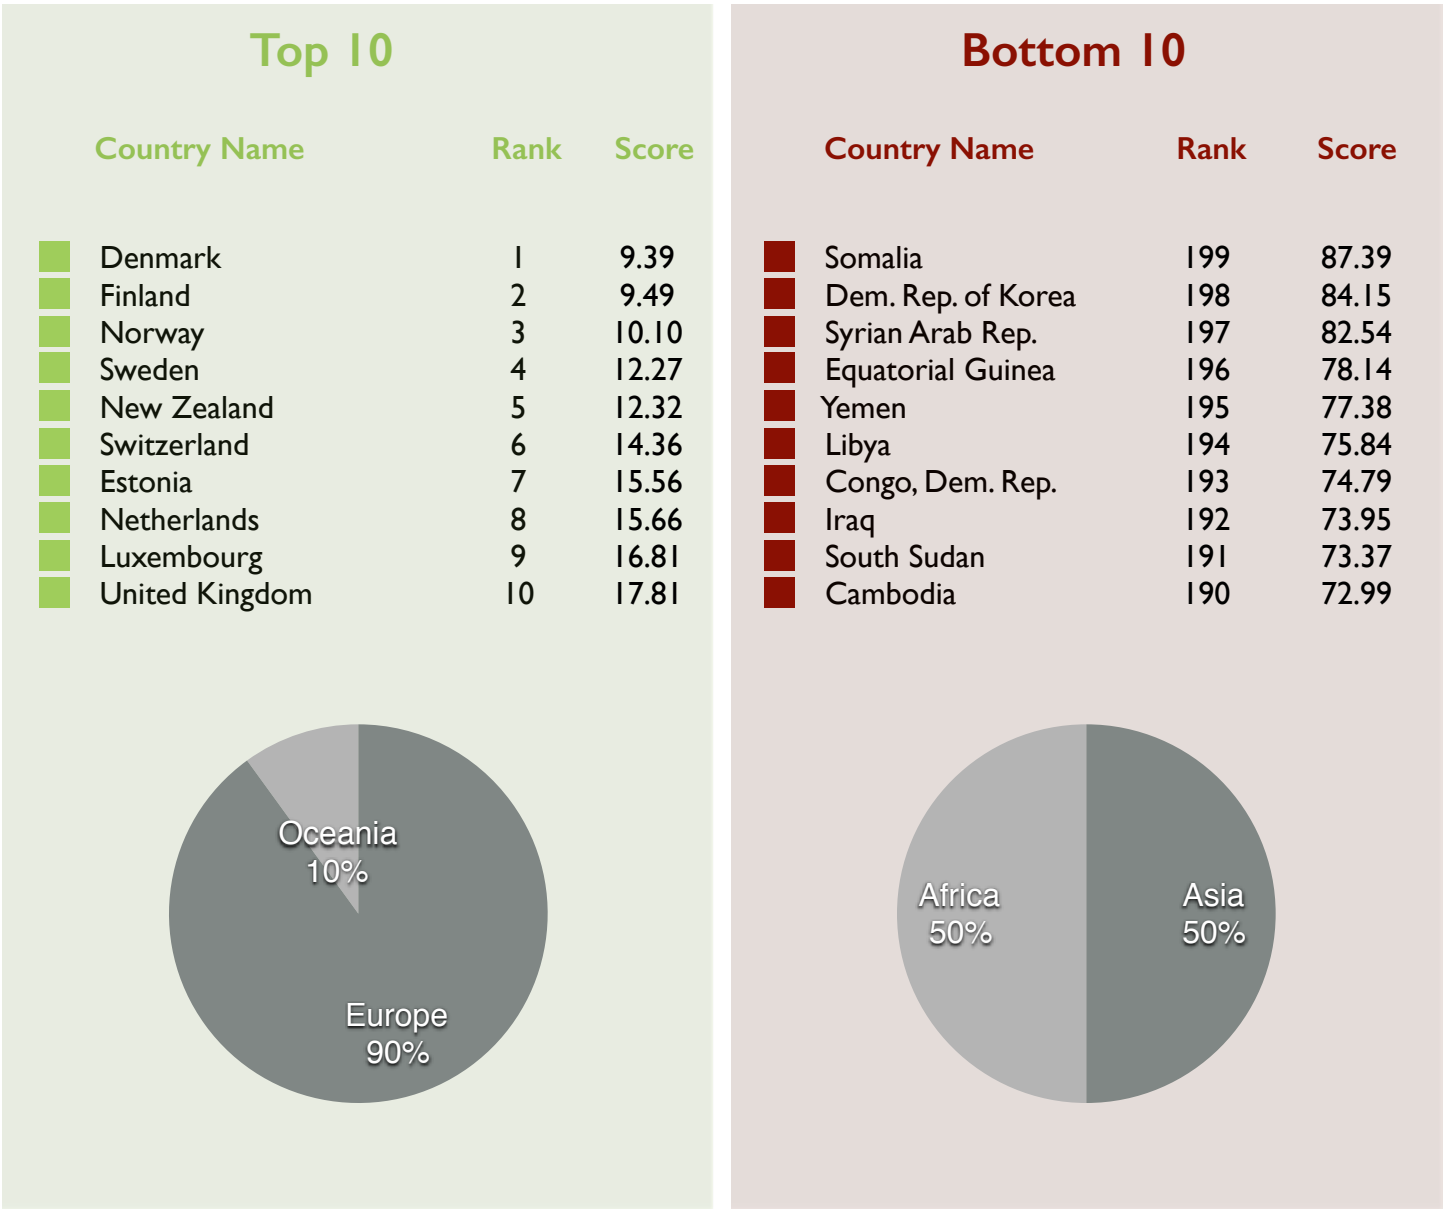 Top 10
Country Name Rank Score
Denmark 1 9.39
Finland 2 9.49
Norway 3 10.10
Sweden 4 12.27
New Zealand 5 12.32
Switzerland 6 14.36
Estonia 7 15.56
Netherlands 8 15.66
Luxembourg 9 16.81
United Kingdom 10 17.81
Oceania
10%
Europe
90%
Bottom 10
Country Name Rank Score
Somalia 199 87.39
Dem. Rep. of Korea 198 84.15
Syrian Arab Rep. 197 82.54
Equatorial Guinea 196 78.14
Yemen 195 77.38
Libya 194 75.84
Congo, Dem. Rep. 193 74.79
Iraq 192 73.95
South Sudan 191 73.37
Cambodia 190 72.99
Africa
50%
Asia
50%